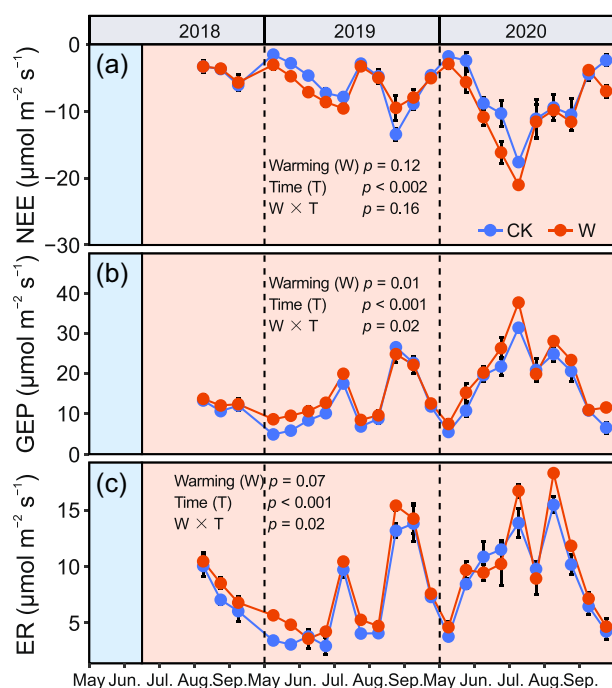 2018 2019 2020
(a)
NEE (μmol m⁻² s⁻¹)
0
−10
−20
−30
Warming (W) p = 0.12
Time (T) p < 0.002
W × T p = 0.16
CK W
(b)
GEP (μmol m⁻² s⁻¹)
40
30
20
10
0
Warming (W) p = 0.01
Time (T) p < 0.001
W × T p = 0.02
(c)
ER (μmol m⁻² s⁻¹)
15
10
5
Warming (W) p = 0.07
Time (T) p < 0.001
W × T p = 0.02
May Jun. Jul. Aug. Sep. May Jun. Jul. Aug. Sep. May Jun. Jul. Aug. Sep.